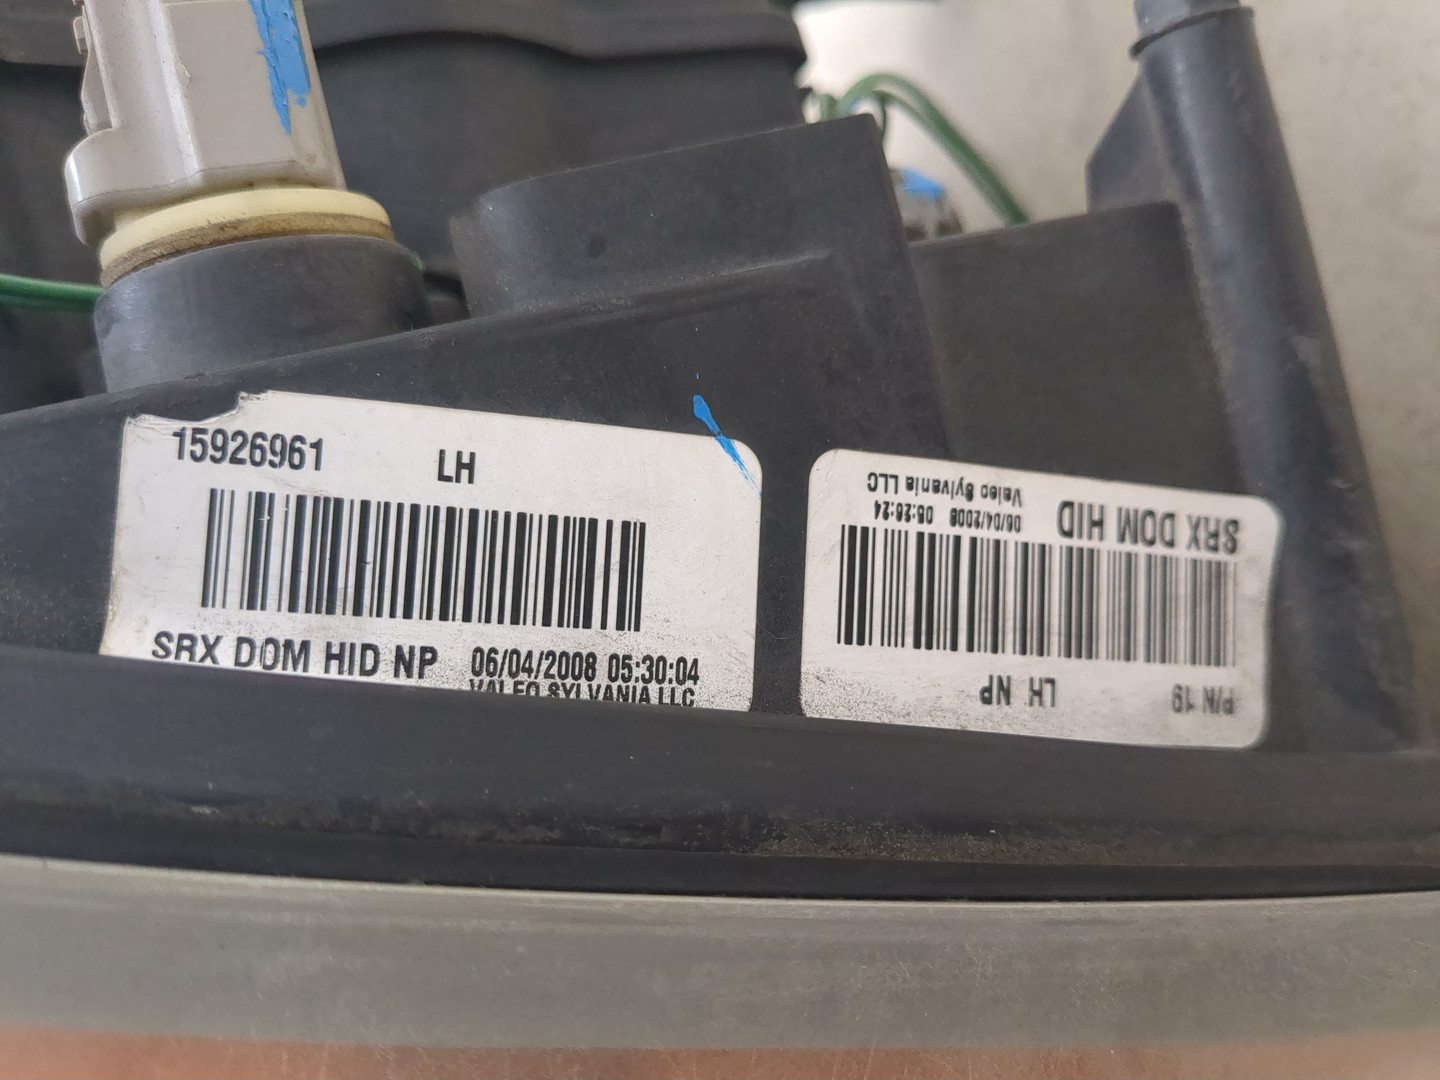 15926961 LH
SRX DOM HID NP 06/04/2008 05:30:04
VALEO SYLVANIA LLC
P/N 19 LH NP
SRX DOM HID 06/04/2008 05:26:24
Valeo Sylvania LLC